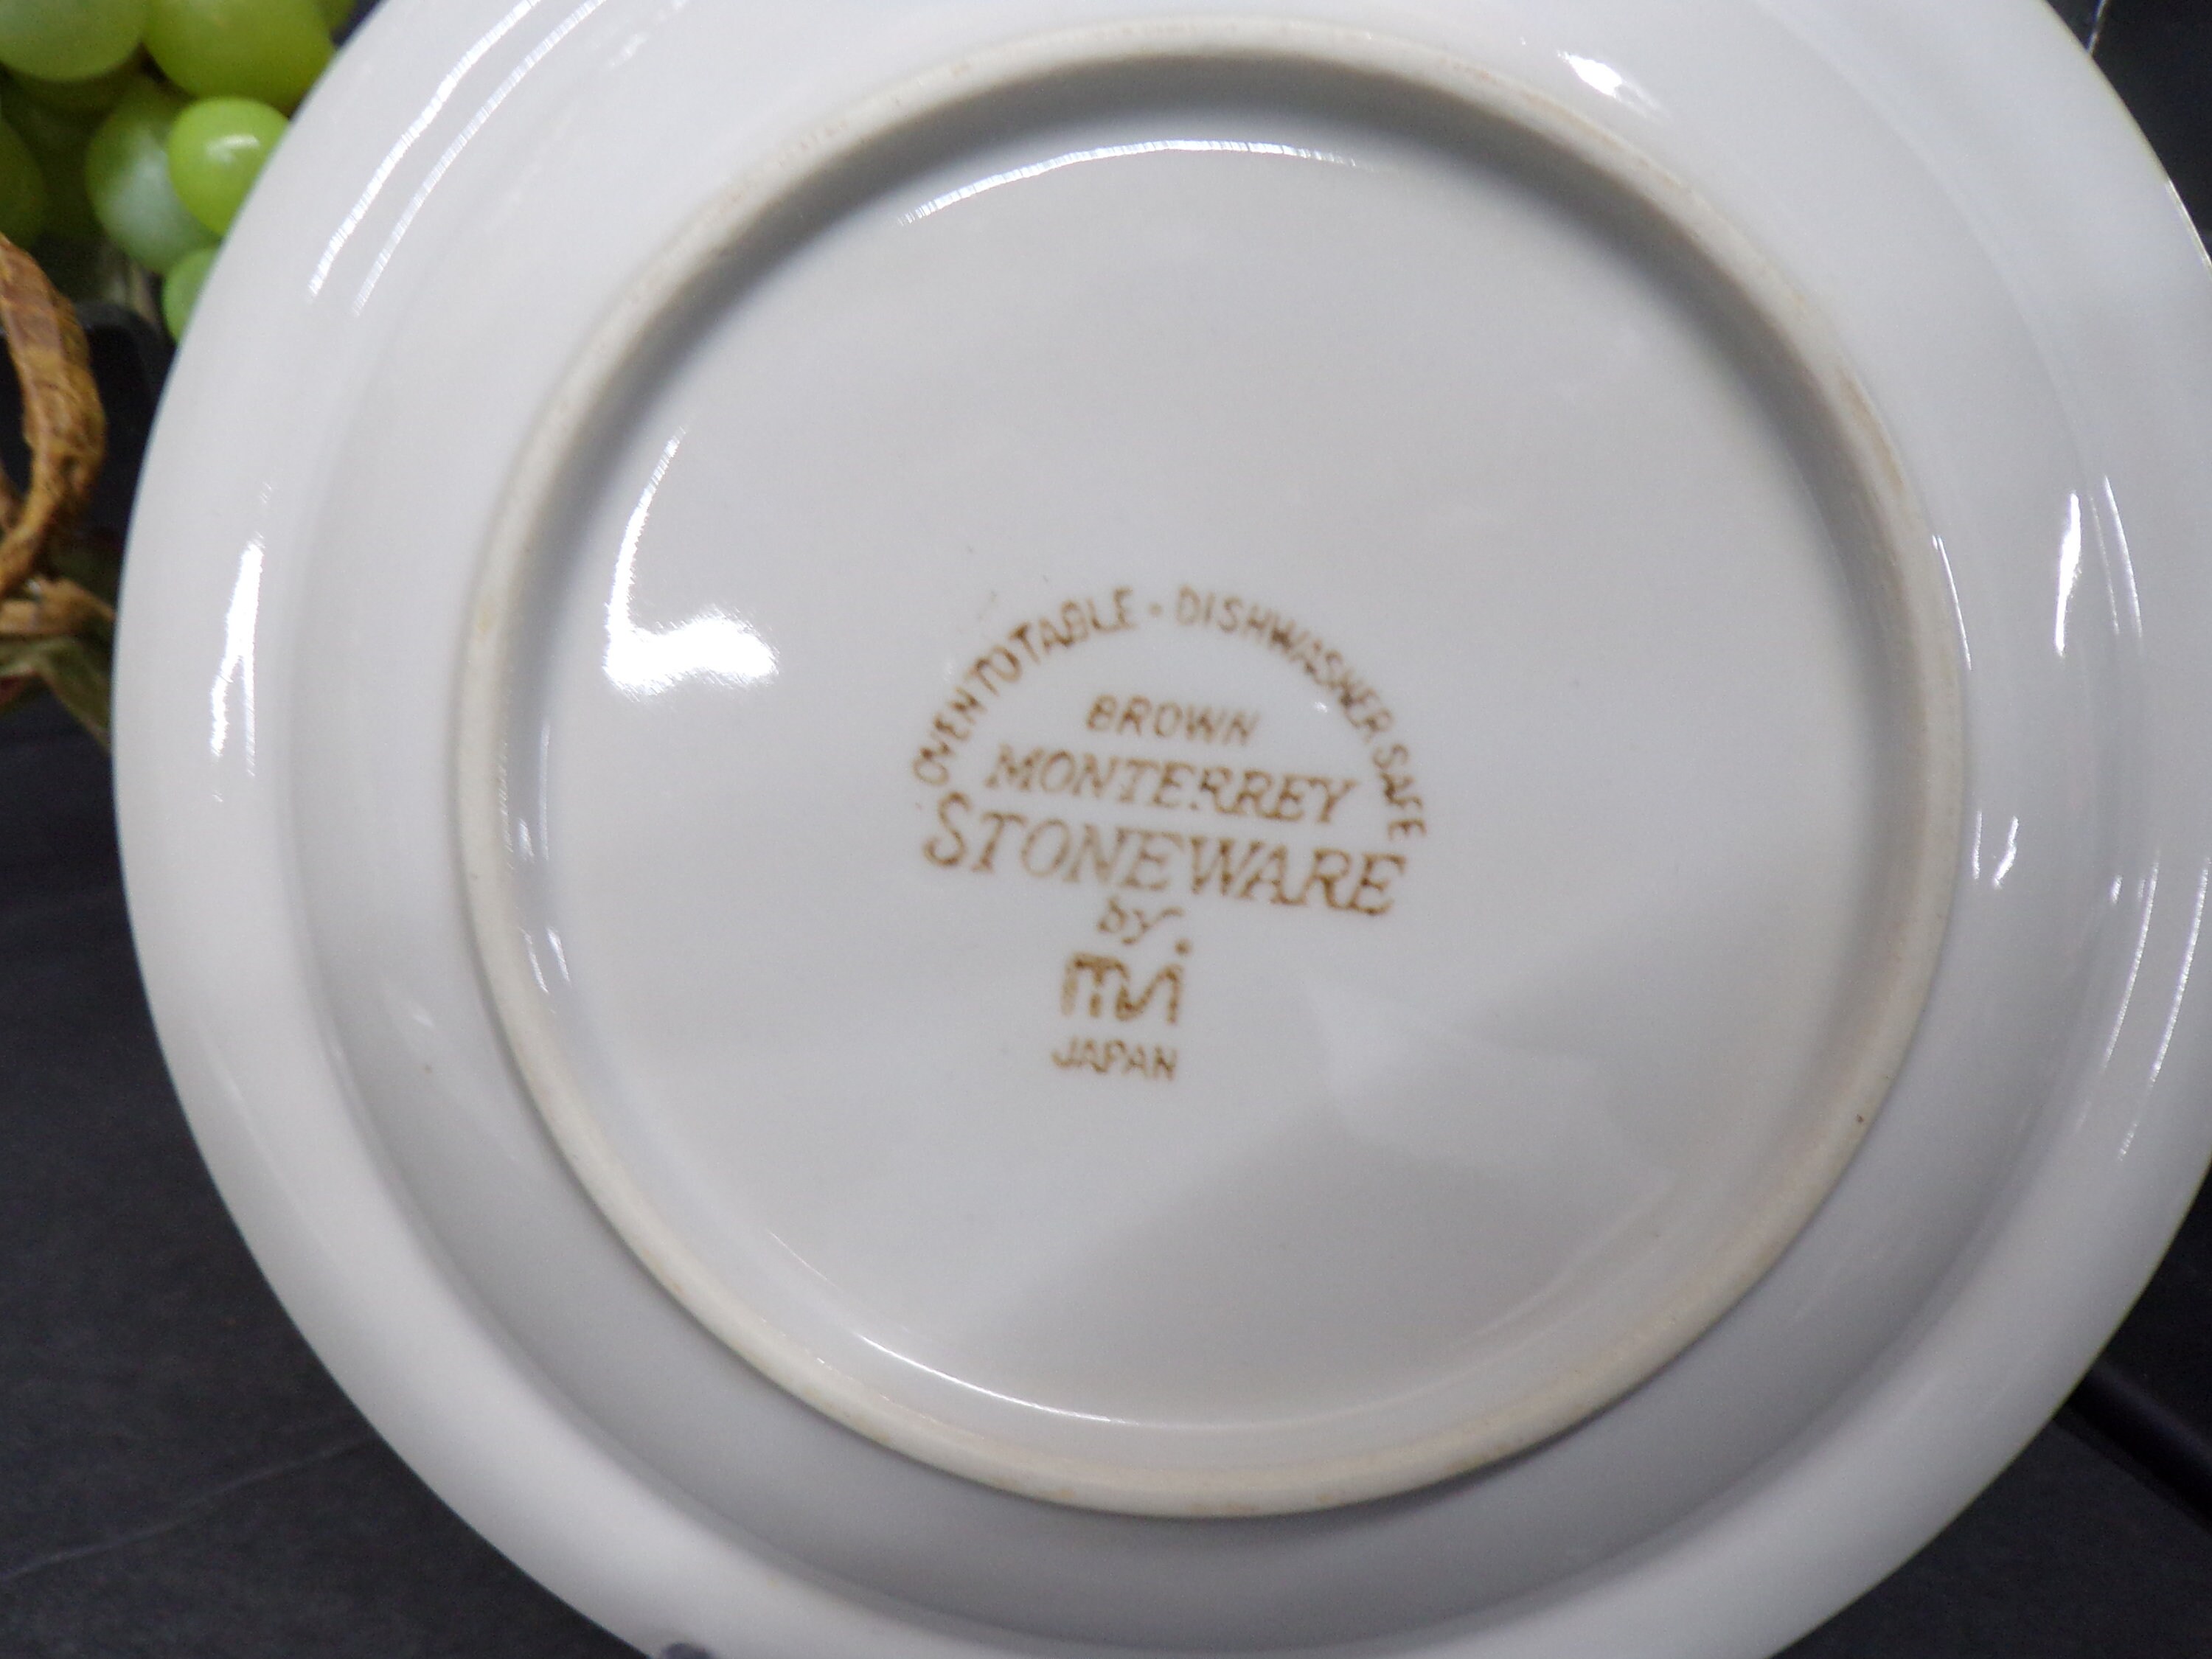 OVEN TO TABLE · DISHWASHER SAFE
BROWN
MONTERREY
STONEWARE
by
JAPAN